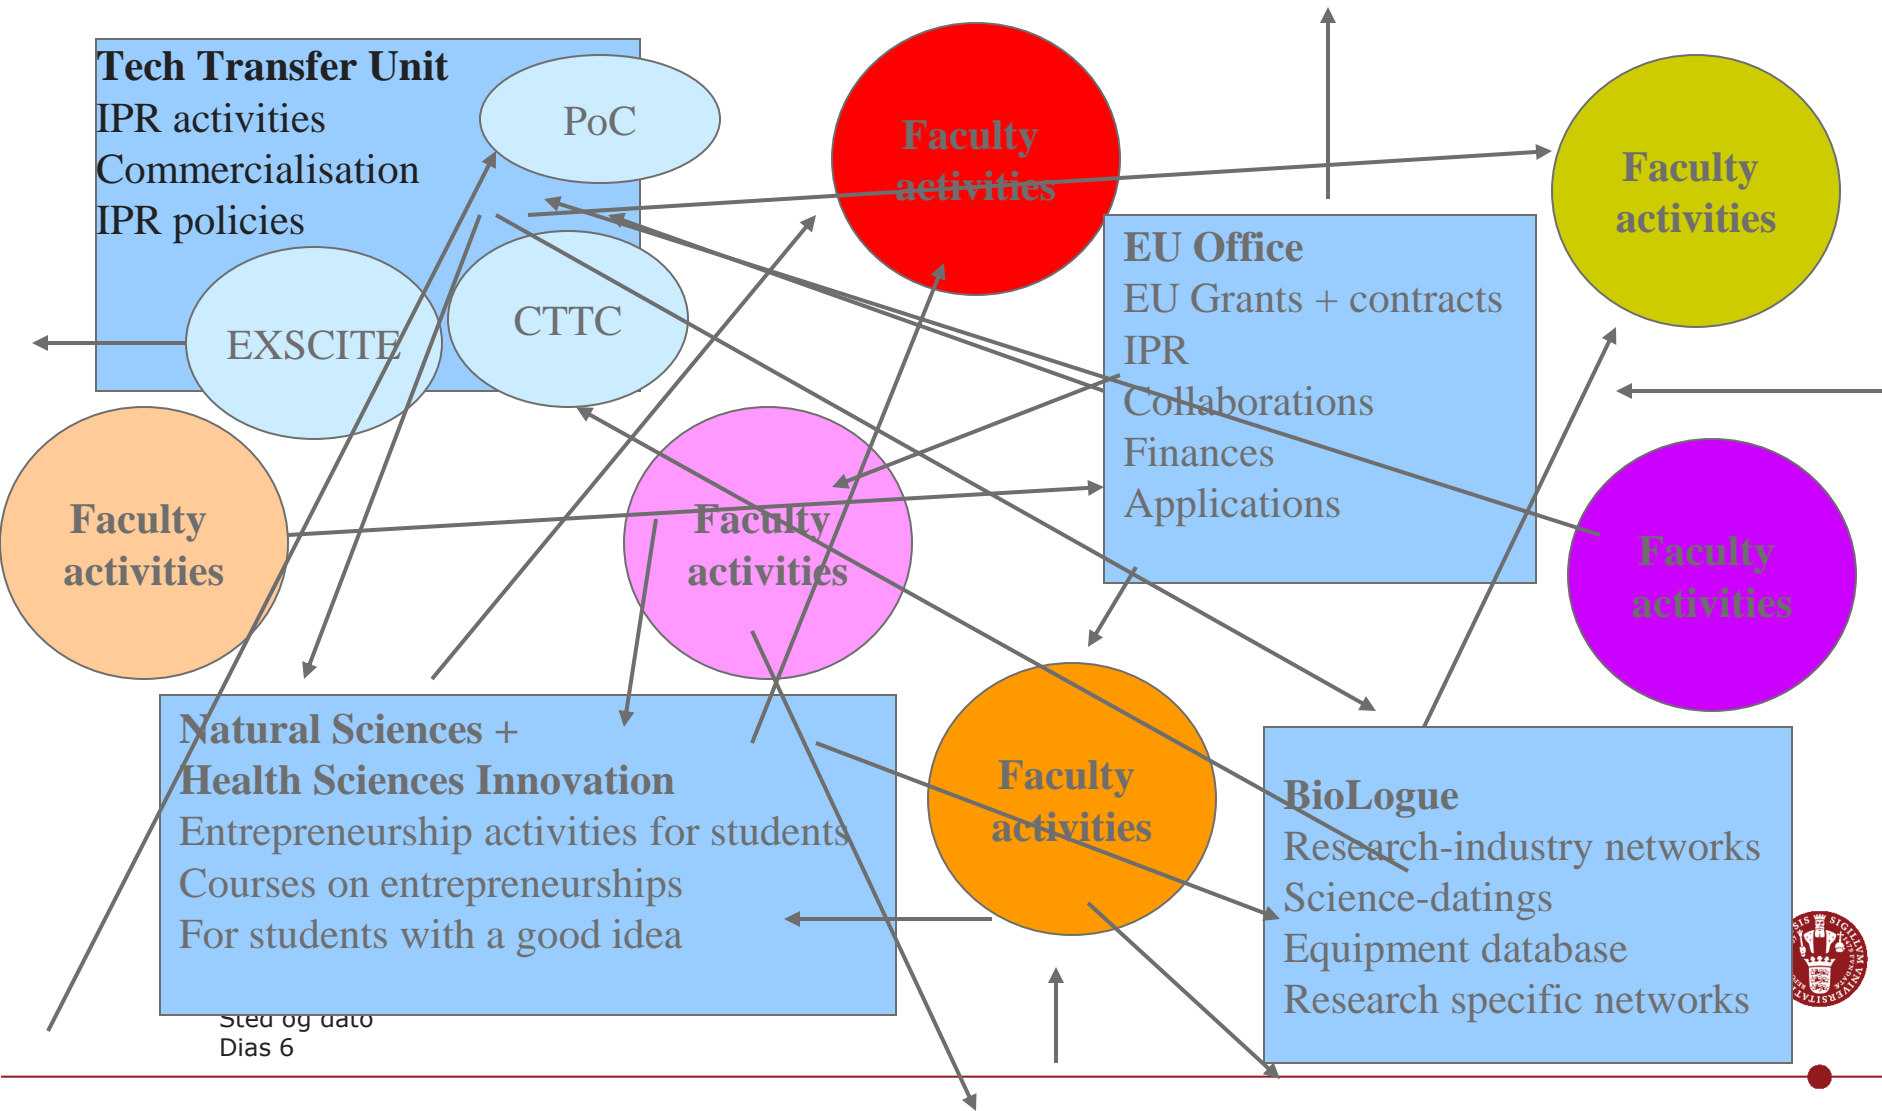 Tech Transfer Unit
IPR activities
Commercialisation
IPR policies
PoC
CTTC
EXSCITE
Faculty
activities
Faculty
activities
EU Office
EU Grants + contracts
IPR
Collaborations
Finances
Applications
Faculty
activities
Faculty
activities
Faculty
activities
Natural Sciences +
Health Sciences Innovation
Entrepreneurship activities for students
Courses on entrepreneurships
For students with a good idea
Faculty
activities
BioLogue
Research-industry networks
Science-datings
Equipment database
Research specific networks
Sted og dato
Dias 6